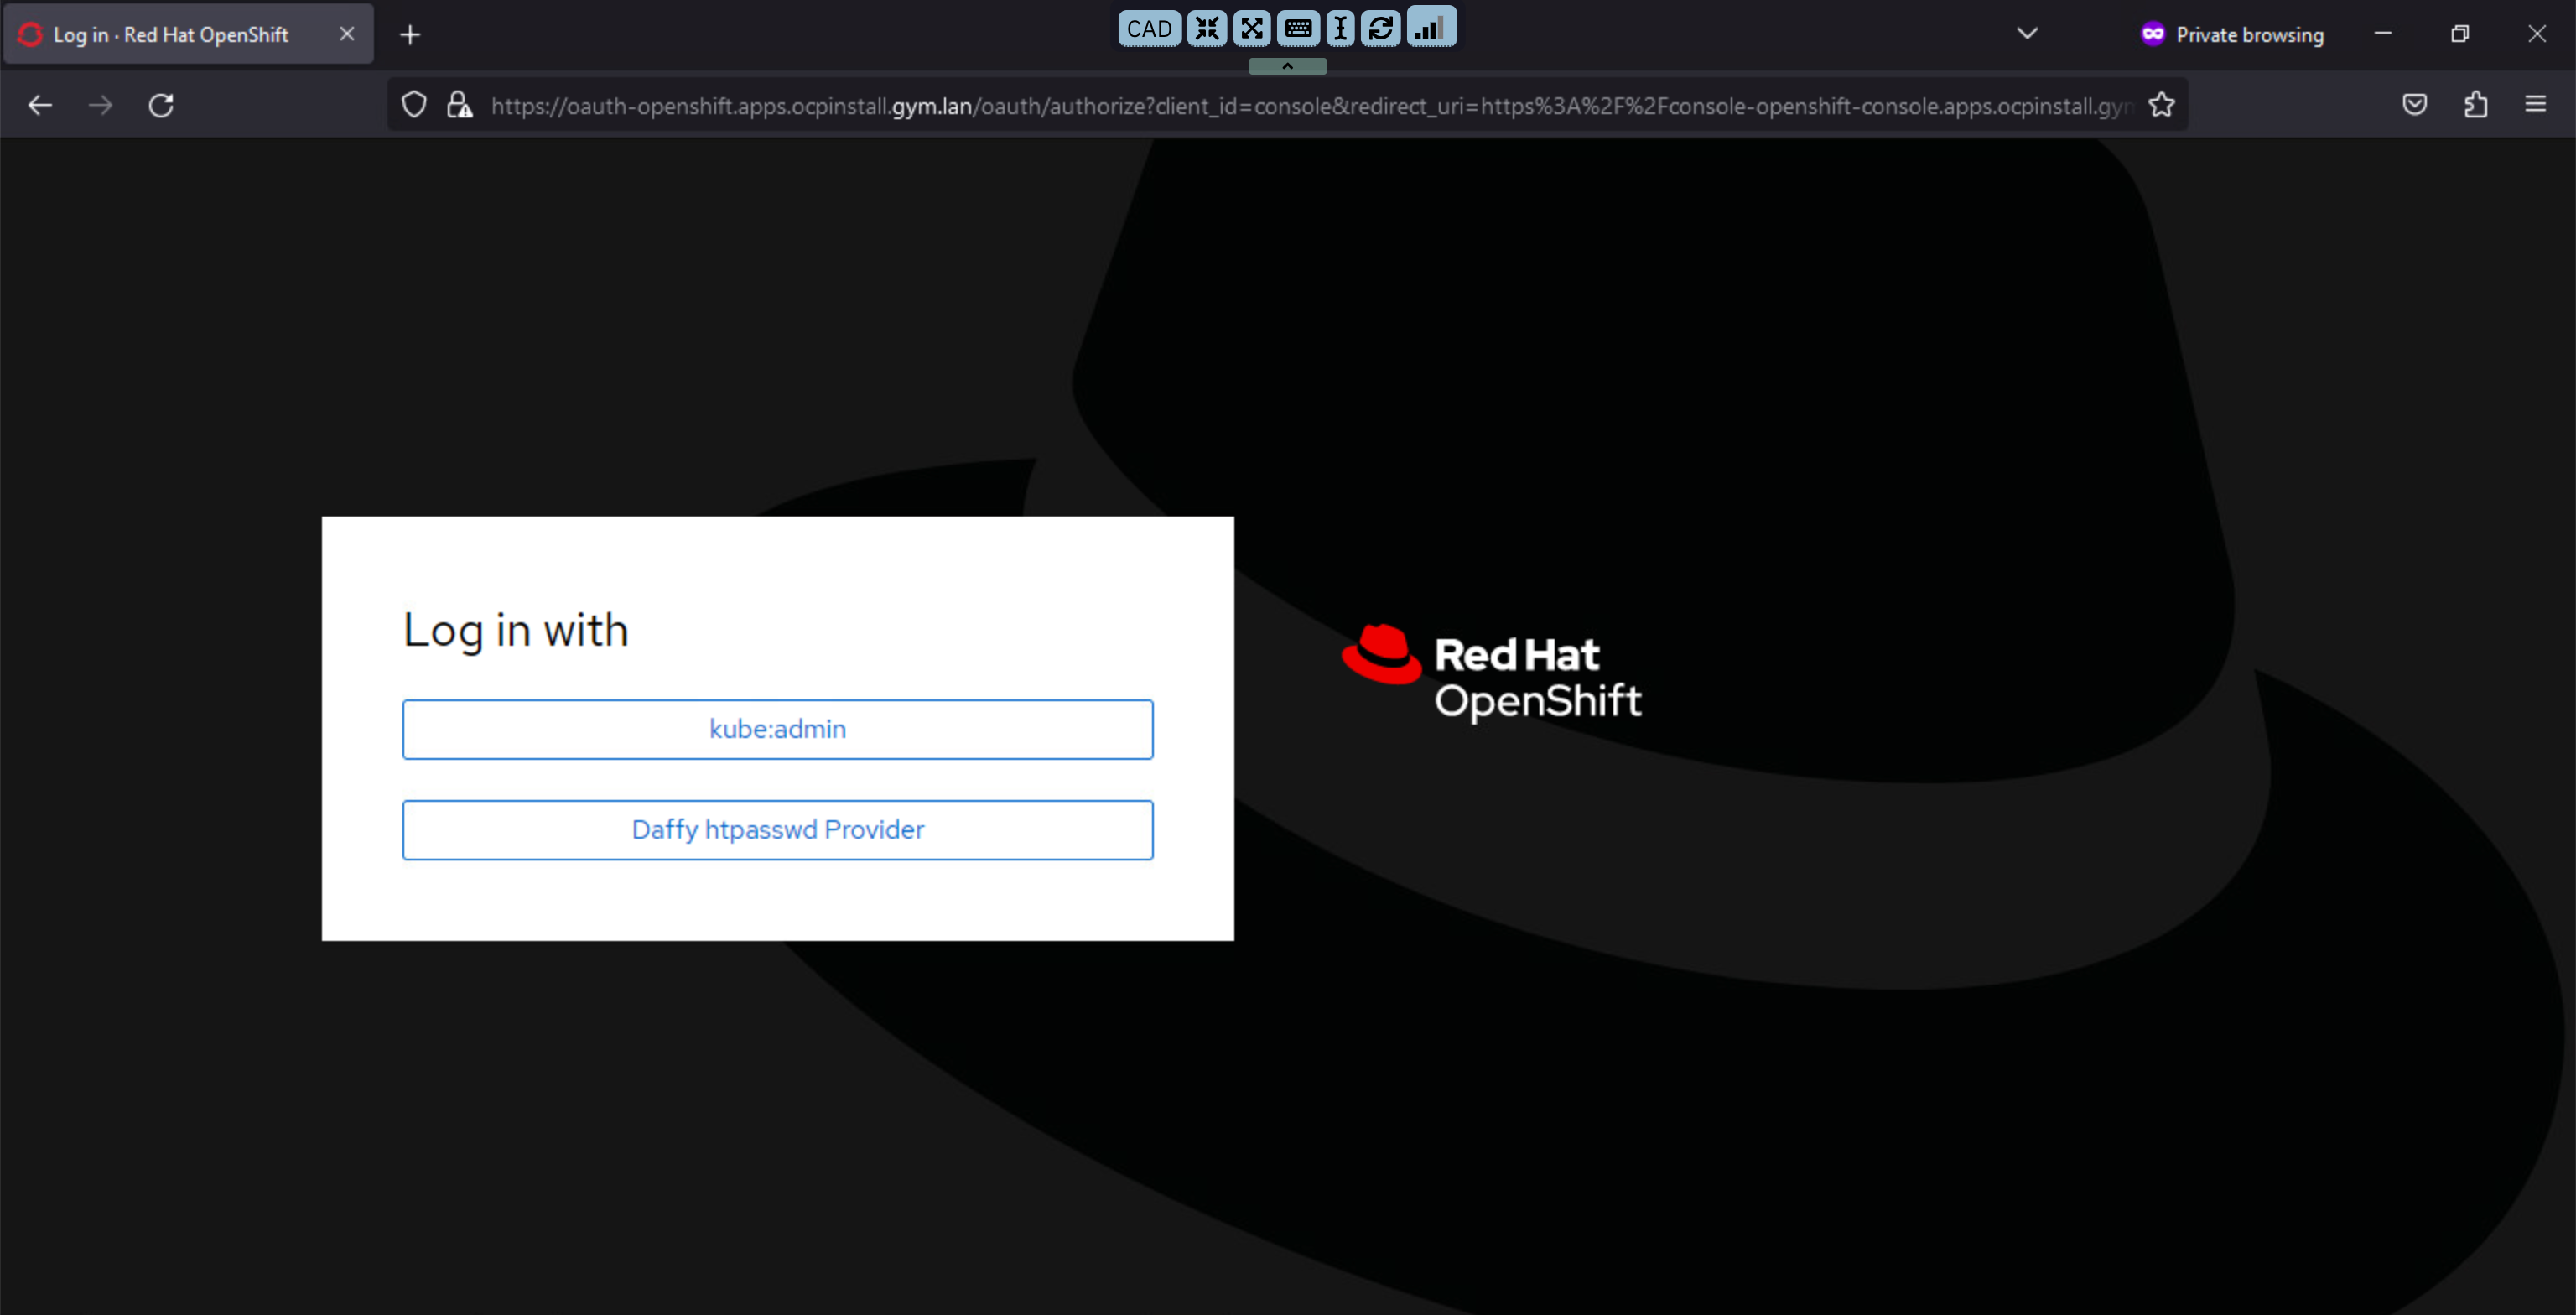 Log in · Red Hat OpenShift
CAD
Private browsing
https://oauth-openshift.apps.ocpinstall.gym.lan/oauth/authorize?client_id=console&redirect_uri=https%3A%2F%2Fconsole-openshift-console.apps.ocpinstall.gym
Log in with
kube:admin
Daffy htpasswd Provider
Red Hat
OpenShift